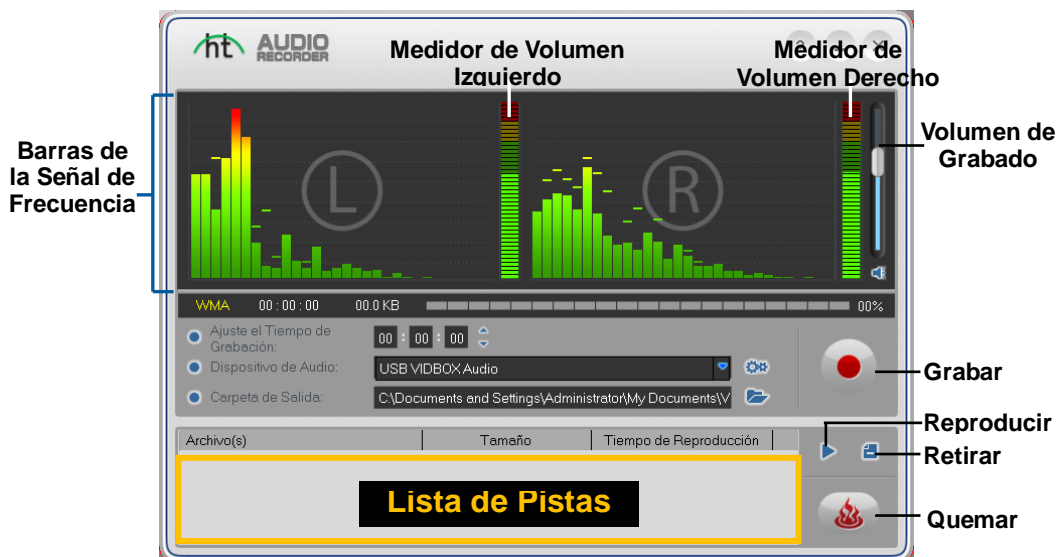 ht AUDIO
RECORDER
Medidor de Volumen
Izquierdo
Medidor de
Volumen Derecho
Barras de
la Señal de
Frecuencia
Volumen de
Grabado
L
R
WMA 00 : 00 : 00 00.0 KB 00%
Ajuste el Tiempo de
Grabación:
00 : 00 : 00
Dispositivo de Audio: USB VIDBOX Audio
Carpeta de Salida: C:\Documents and Settings\Administrator\My Documents\V
Grabar
Archivo(s) Tamaño Tiempo de Reproducción
Reproducir
Retirar
Lista de Pistas
Quemar